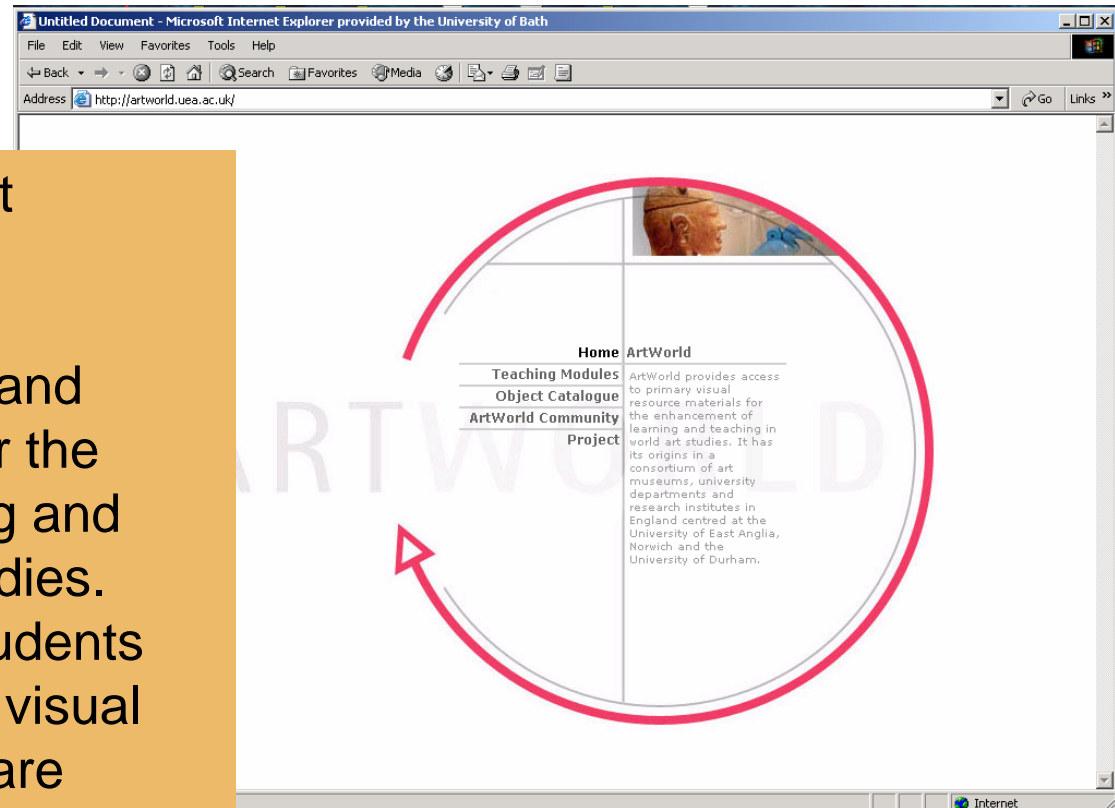 Untitled Document - Microsoft Internet Explorer provided by the University of Bath
File Edit View Favorites Tools Help
Back Search Favorites Media
Address http://artworld.uea.ac.uk/ Go Links »
t
and
r the
g and
dies.
udents
visual
are
ARTWORLD
Home
Teaching Modules
Object Catalogue
ArtWorld Community
Project
ArtWorld
ArtWorld provides access
to primary visual
resource materials for
the enhancement of
learning and teaching in
world art studies. It has
its origins in a
consortium of art
museums, university
departments and
research institutes in
England centred at the
University of East Anglia,
Norwich and the
University of Durham.
Internet